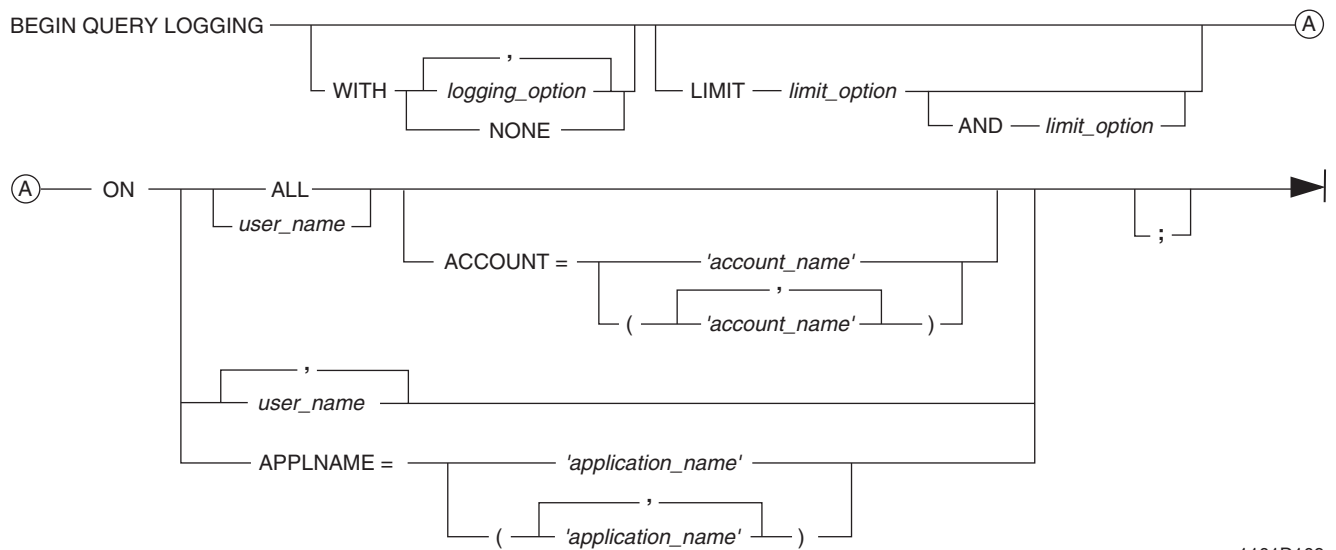 BEGIN QUERY LOGGING A
,
WITH logging_option LIMIT limit_option
NONE AND limit_option
A ON ALL
user_name ;
ACCOUNT = 'account_name'
,
( 'account_name' )
,
user_name
APPLNAME = 'application_name'
,
( 'application_name' )